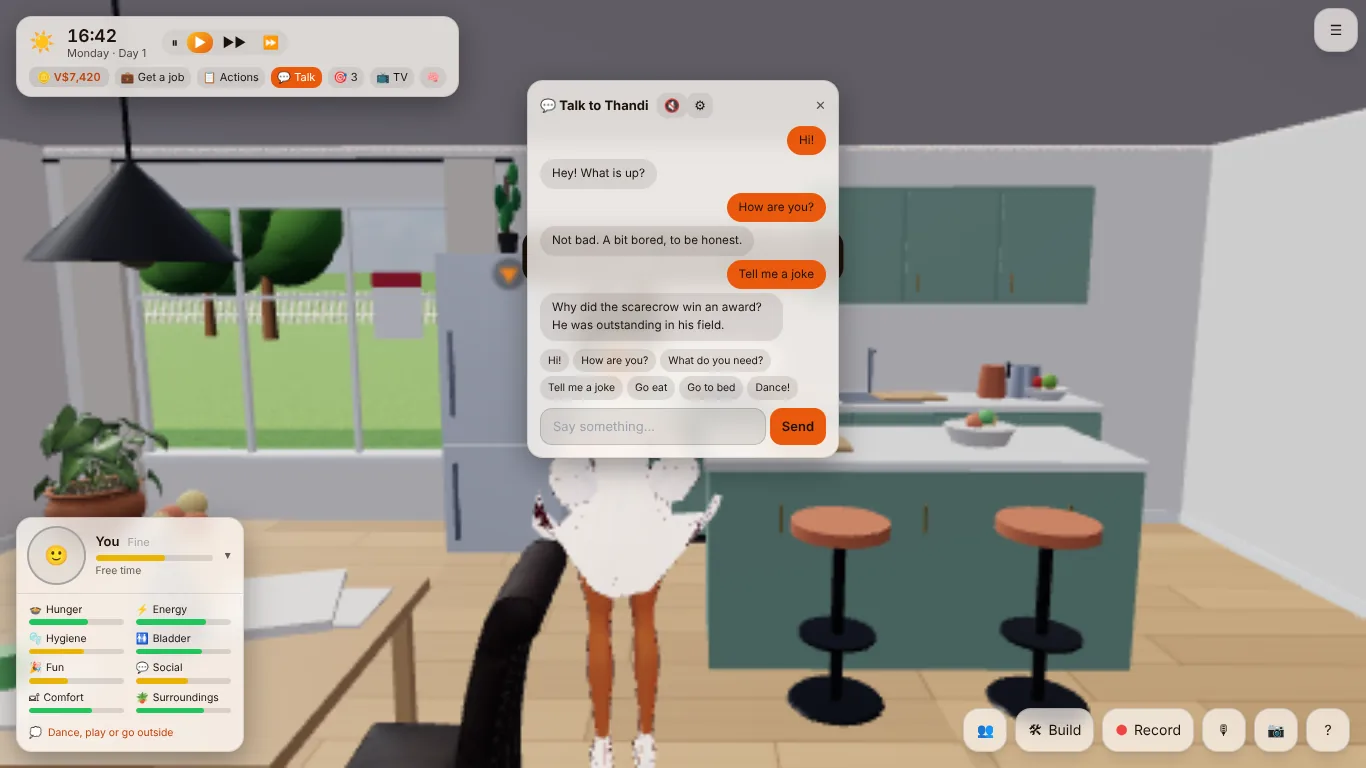 16:42
Monday · Day 1
V$7,420
Get a job
Actions
Talk
3
TV
Talk to Thandi
Hi!
Hey! What is up?
How are you?
Not bad. A bit bored, to be honest.
Tell me a joke
Why did the scarecrow win an award?
He was outstanding in his field.
Hi!
How are you?
What do you need?
Tell me a joke
Go eat
Go to bed
Dance!
Say something...
Send
You Fine
Free time
Hunger
Energy
Hygiene
Bladder
Fun
Social
Comfort
Surroundings
Dance, play or go outside
Build
Record
?